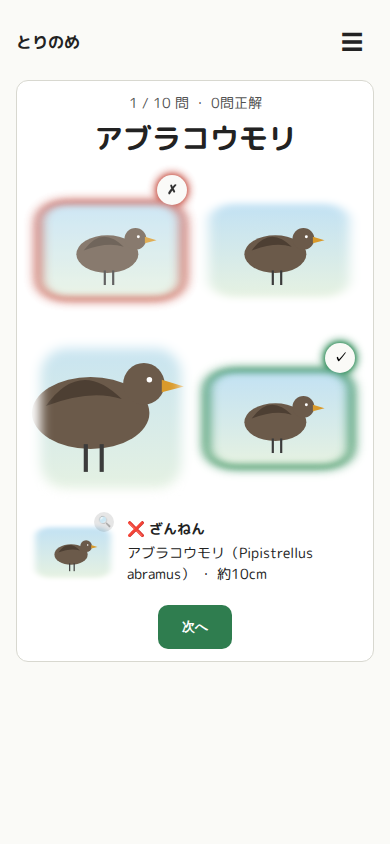 とりのめ
1 / 10 問 · 0問正解
アブラコウモリ
✗
✓
❌ ざんねん
アブラコウモリ（Pipistrellus
abramus） · 約10cm
次へ